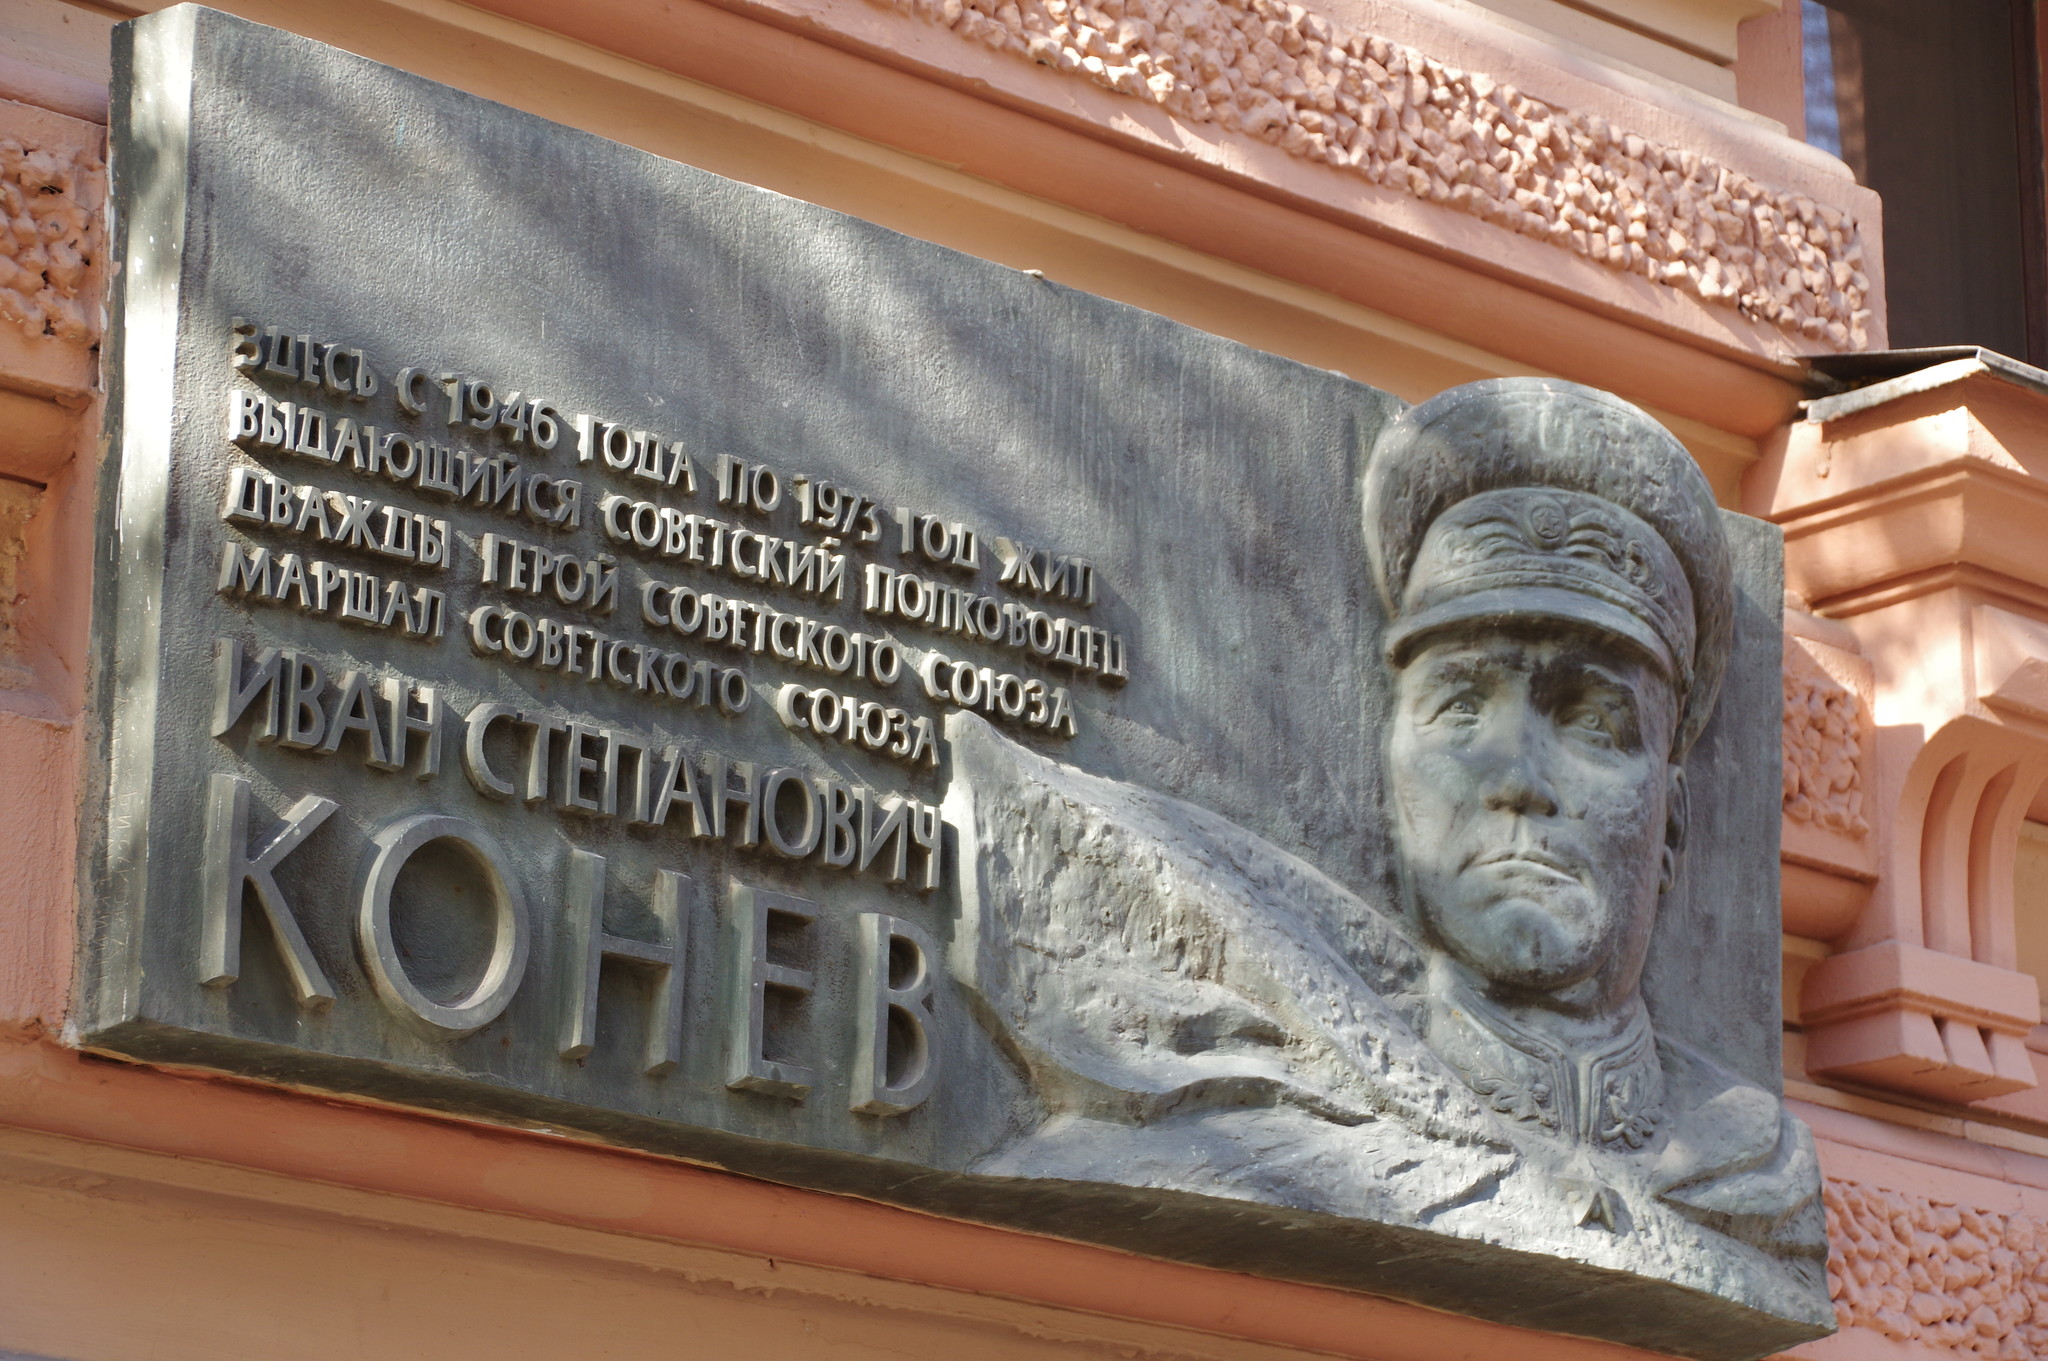 ЗДЕСЬ С 1946 ГОДА ПО 1973 ГОД ЖИЛ
ВЫДАЮЩИЙСЯ СОВЕТСКИЙ ПОЛКОВОДЕЦ
ДВАЖДЫ ГЕРОЙ СОВЕТСКОГО СОЮЗА
МАРШАЛ СОВЕТСКОГО СОЮЗА
ИВАН СТЕПАНОВИЧ
КОНЕВ